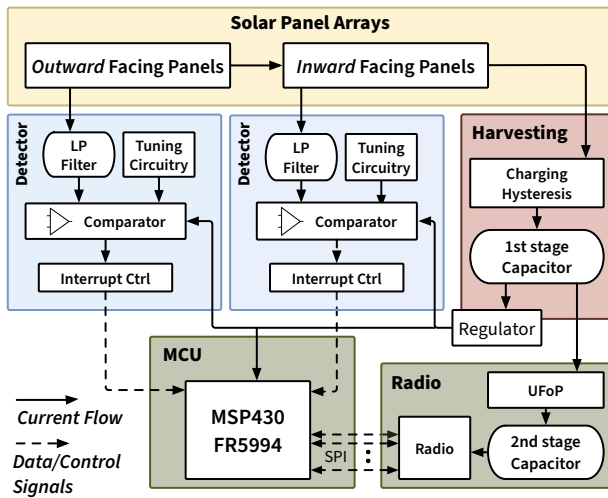 Solar Panel Arrays
Outward Facing Panels
Inward Facing Panels
Detector
LP
Filter
Tuning
Circuitry
Comparator
Interrupt Ctrl
Detector
LP
Filter
Tuning
Circuitry
Comparator
Interrupt Ctrl
Harvesting
Charging
Hysteresis
1st stage
Capacitor
Regulator
MCU
MSP430
FR5994
SPI
Radio
UFoP
Radio
2nd stage
Capacitor
Current Flow
Data/Control
Signals